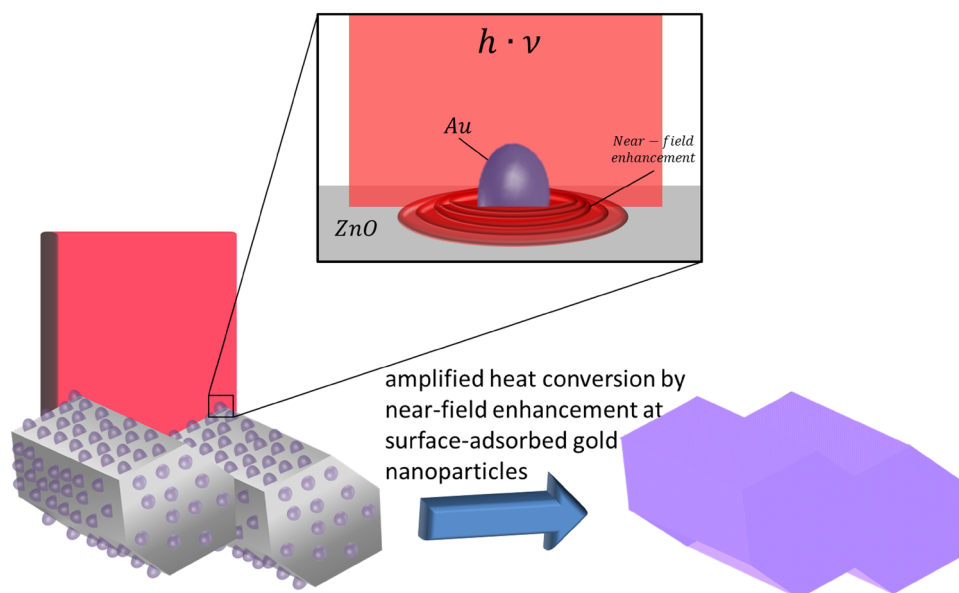 h · ν
Au
Near − field
enhancement
ZnO
amplified heat conversion by
near-field enhancement at
surface-adsorbed gold
nanoparticles